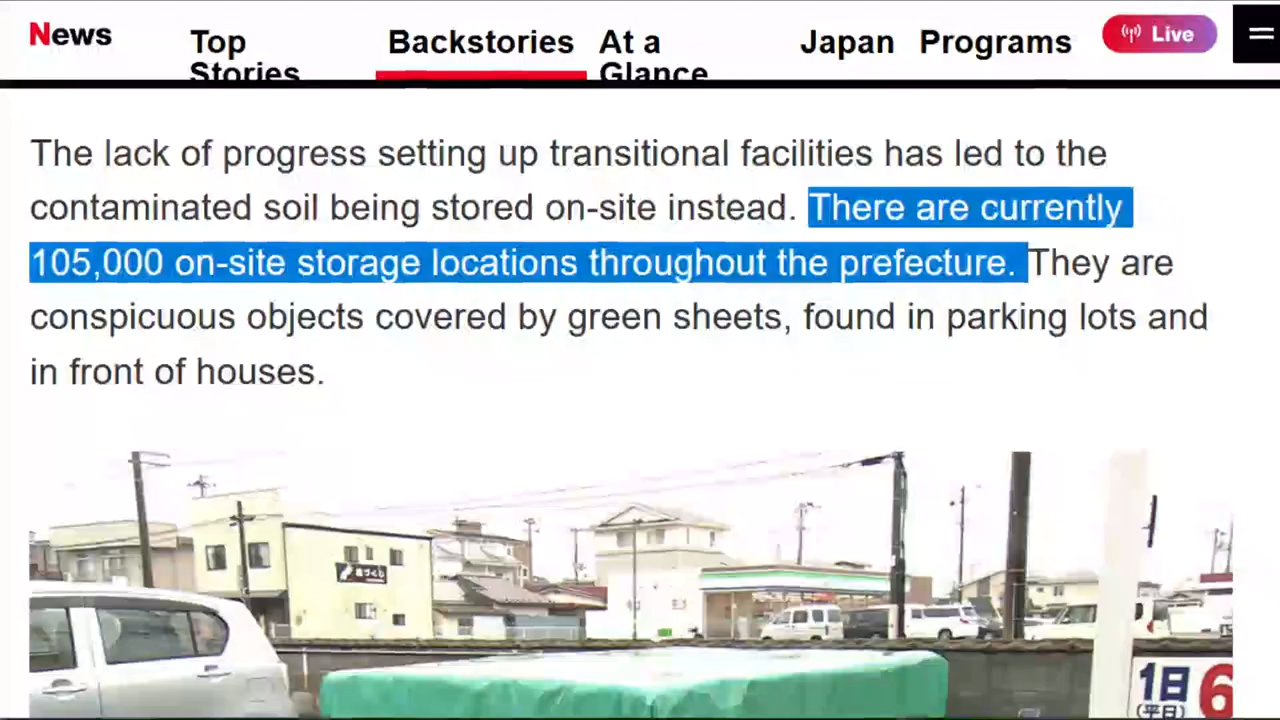 News
Top
Stories
Backstories
At a
Glance
Japan
Programs
Live
The lack of progress setting up transitional facilities has led to the
contaminated soil being stored on-site instead. There are currently
105,000 on-site storage locations throughout the prefecture. They are
conspicuous objects covered by green sheets, found in parking lots and
in front of houses.
1日6
(平日)